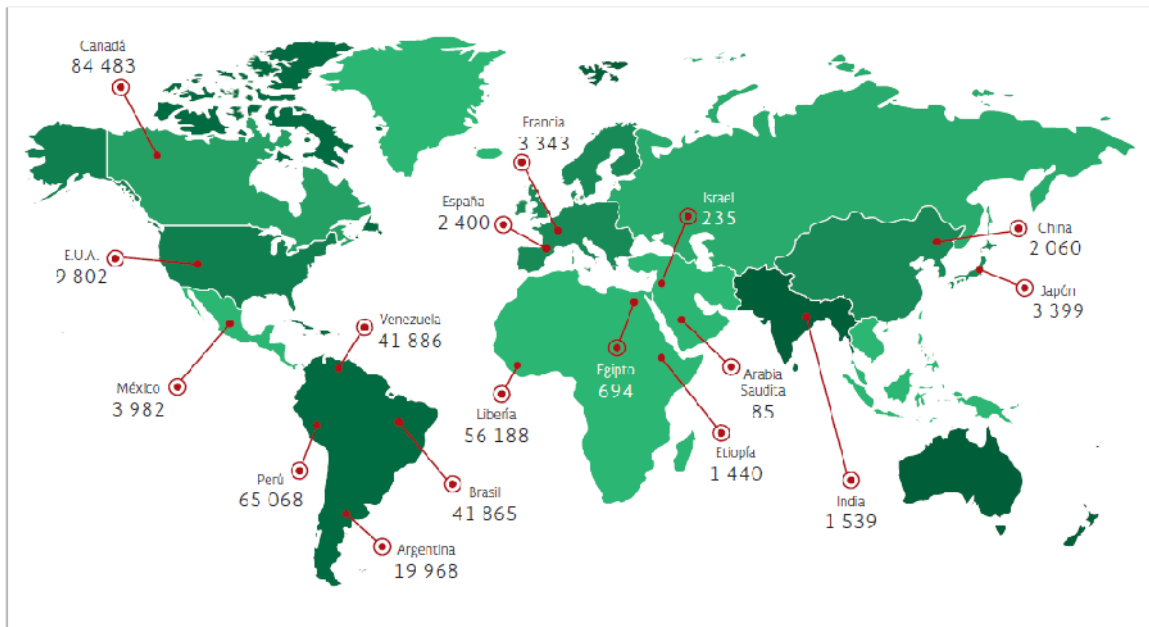 Canadá
84 483
Francia
3 343
España
2 400
Israel
235
China
2 060
E.U.A.
9 802
Japón
3 399
Venezuela
41 886
México
3 982
Egipto
694
Arabia
Saudita
85
Libería
56 188
Etiopía
1 440
Perú
65 068
Brasil
41 865
India
1 539
Argentina
19 968